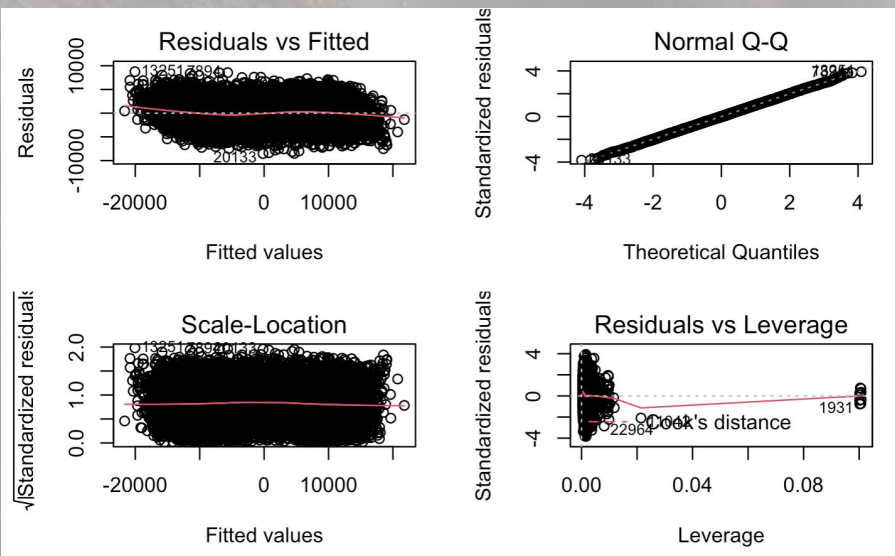 Residuals vs Fitted
Residuals
10000
-10000
20133
-20000 0 10000
Fitted values
Normal Q-Q
Standardized residuals
4
0
-4
-4 -2 0 2 4
Theoretical Quantiles
Scale-Location
√|Standardized residuals
2.0
1.0
0.0
-20000 0 10000
Fitted values
Residuals vs Leverage
Standardized residuals
4
0
-4
1931
22964
Cook's distance
0.00 0.04 0.08
Leverage